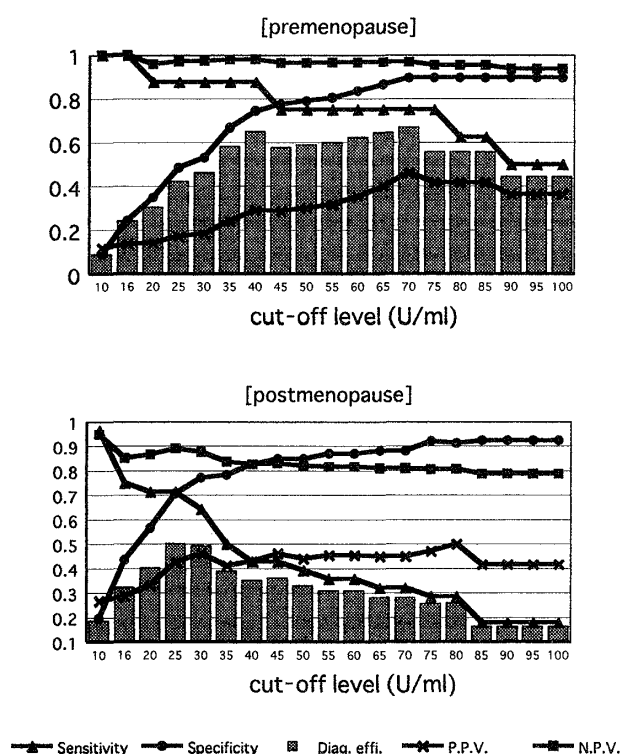 [premenopause]
1
0.8
0.6
0.4
0.2
0
10 16 20 25 30 35 40 45 50 55 60 65 70 75 80 85 90 95 100
cut-off level (U/ml)
[postmenopause]
1
0.9
0.8
0.7
0.6
0.5
0.4
0.3
0.2
0.1
10 16 20 25 30 35 40 45 50 55 60 65 70 75 80 85 90 95 100
cut-off level (U/ml)
Sensitivity Specificity Diag. effi. P.P.V. N.P.V.